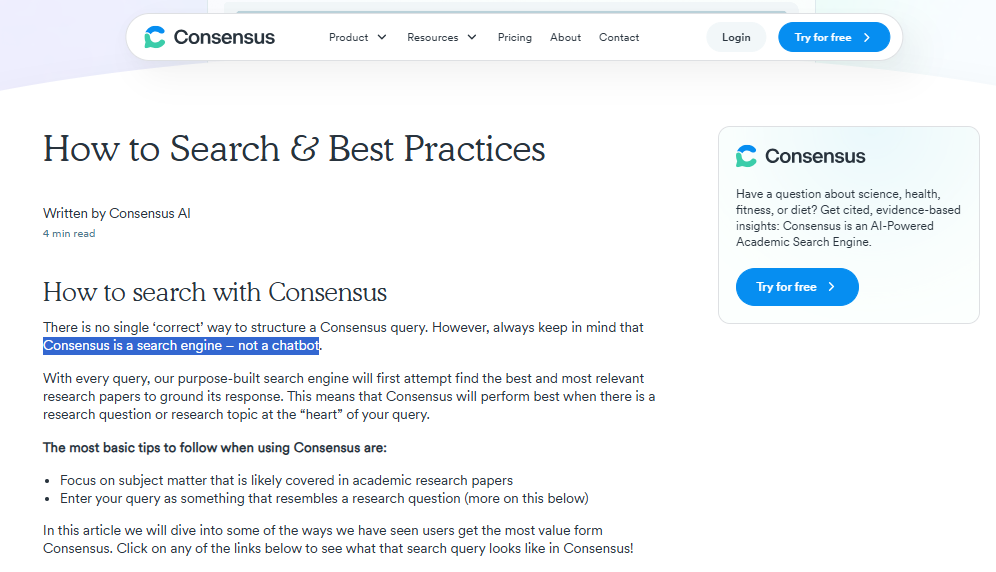 Consensus
Product
Resources
Pricing
About
Contact
Login
Try for free
How to Search & Best Practices
Written by Consensus AI
4 min read
How to search with Consensus
There is no single ‘correct’ way to structure a Consensus query. However, always keep in mind that
Consensus is a search engine – not a chatbot.
With every query, our purpose-built search engine will first attempt find the best and most relevant
research papers to ground its response. This means that Consensus will perform best when there is a
research question or research topic at the “heart” of your query.
The most basic tips to follow when using Consensus are:
• Focus on subject matter that is likely covered in academic research papers
• Enter your query as something that resembles a research question (more on this below)
In this article we will dive into some of the ways we have seen users get the most value form
Consensus. Click on any of the links below to see what that search query looks like in Consensus!
Consensus
Have a question about science, health,
fitness, or diet? Get cited, evidence-based
insights: Consensus is an AI-Powered
Academic Search Engine.
Try for free